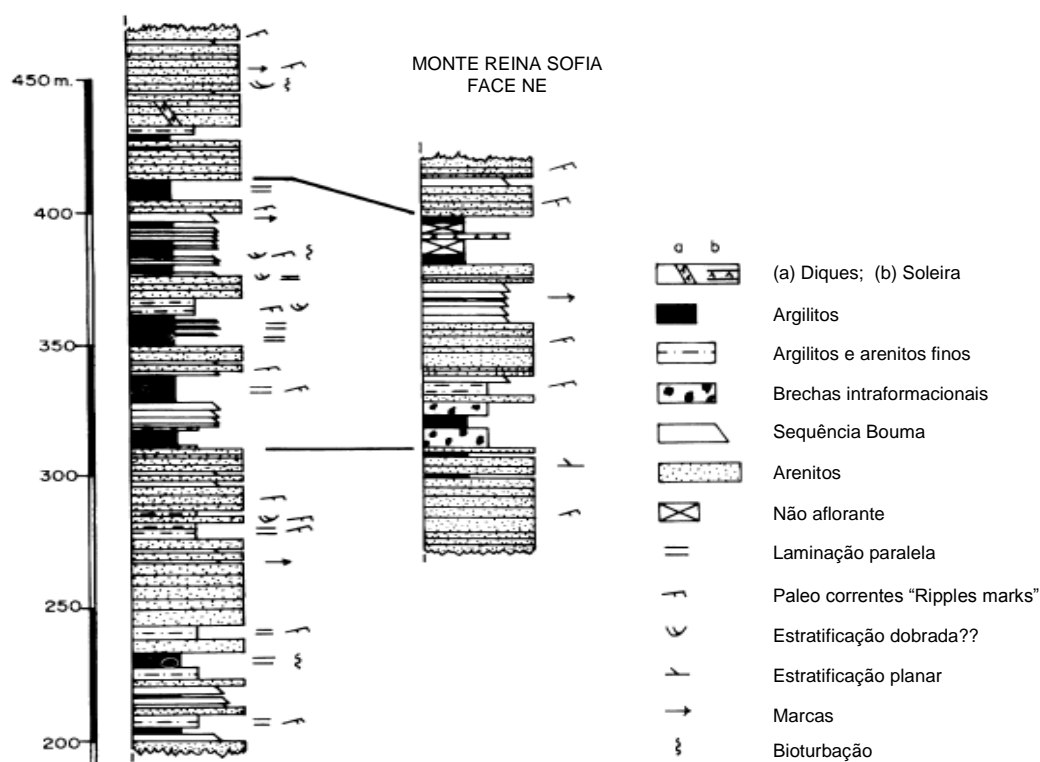 MONTE REINA SOFIA
FACE NE
450 m.
400
350
300
250
200
a b
(a) Diques; (b) Soleira
Argilitos
Argilitos e arenitos finos
Brechas intraformacionais
Sequência Bouma
Arenitos
Não aflorante
Laminação paralela
Paleo correntes “Ripples marks”
Estratificação dobrada??
Estratificação planar
Marcas
Bioturbação